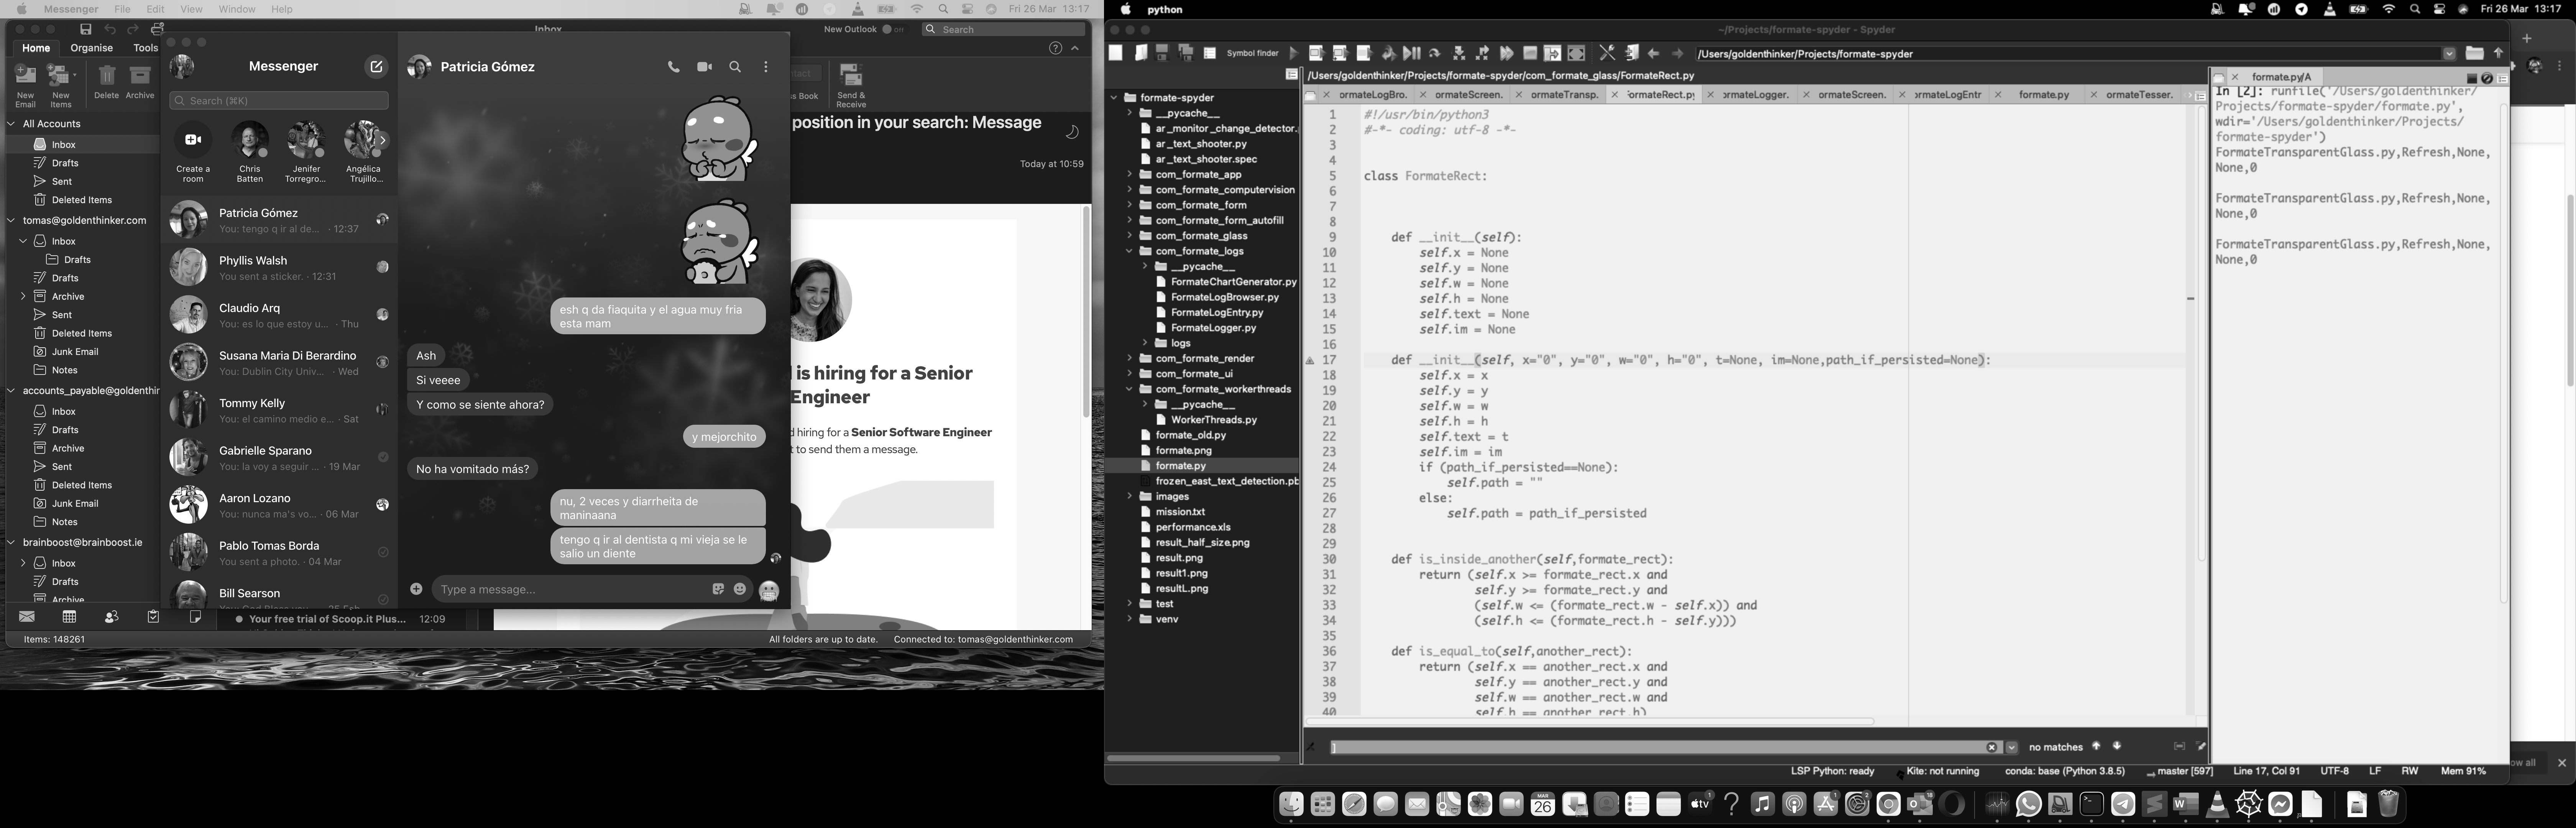 Messenger File Edit View Window Help
Fri 26 Mar 13:17
Inbox
New Outlook
Search
Home Organise Tools
New Email
New Items
Delete
Archive
Send & Receive
All Accounts
Inbox
Drafts
Sent
Deleted Items
tomas@goldenthinker.com
Inbox
Drafts
Drafts
Archive
Sent
Deleted Items
Junk Email
Notes
accounts_payable@goldenthin
Inbox
Drafts
Archive
Sent
Deleted Items
Junk Email
Notes
brainboost@brainboost.ie
Inbox
Drafts
Archive
Items: 148261
Messenger
Search (⌘K)
Create a room
Chris Batten
Jenifer Torregro...
Angélica Trujillo...
Patricia Gómez
You: tengo q ir al de... · 12:37
Phyllis Walsh
You sent a sticker. · 12:31
Claudio Arq
You: es lo que estoy u... · Thu
Susana Maria Di Berardino
You: Dublin City Univ... · Wed
Tommy Kelly
You: el camino medio e... · Sat
Gabrielle Sparano
You: la voy a seguir ... · 19 Mar
Aaron Lozano
You: nunca ma's vo... · 06 Mar
Pablo Tomas Borda
You sent a photo. · 04 Mar
Bill Searson
Patricia Gómez
esh q da fiaquita y el agua muy fria
esta mam
Ash
Si veeee
Y como se siente ahora?
y mejorchito
No ha vomitado más?
nu, 2 veces y diarrheita de
maninaana
tengo q ir al dentista q mi vieja se le
salio un diente
Type a message...
position in your search: Message
Today at 10:59
is hiring for a Senior
Engineer
d hiring for a Senior Software Engineer
t to send them a message.
Your free trial of Scoop.it Plus... 12:09
All folders are up to date. Connected to: tomas@goldenthinker.com
python
Fri 26 Mar 13:17
~/Projects/formate-spyder - Spyder
Symbol finder
/Users/goldenthinker/Projects/formate-spyder
/Users/goldenthinker/Projects/formate-spyder/com_formate_glass/FormateRect.py
ormateLogBro. ormateScreen. ormateTransp. ormateRect.py ormateLogger. ormateScreen. ormateLogEntr formate.py ormateTesser.
formate-spyder
__pycache__
ar_monitor_change_detector.
ar_text_shooter.py
ar_text_shooter.spec
com_formate_app
com_formate_computervision
com_formate_form
com_formate_form_autofill
com_formate_glass
com_formate_logs
__pycache__
FormateChartGenerator.py
FormateLogBrowser.py
FormateLogEntry.py
FormateLogger.py
logs
com_formate_render
com_formate_ui
com_formate_workerthreads
__pycache__
WorkerThreads.py
formate_old.py
formate.png
formate.py
frozen_east_text_detection.pb
images
mission.txt
performance.xls
result_half_size.png
result.png
result1.png
resultL.png
test
venv
1 #!/usr/bin/python3
2 #-*- coding: utf-8 -*-
3
4
5 class FormateRect:
6
7
8
9 def __init__(self):
10 self.x = None
11 self.y = None
12 self.w = None
13 self.h = None
14 self.text = None
15 self.im = None
16
17 def __init__(self, x="0", y="0", w="0", h="0", t=None, im=None,path_if_persisted=None):
18 self.x = x
19 self.y = y
20 self.w = w
21 self.h = h
22 self.text = t
23 self.im = im
24 if (path_if_persisted==None):
25 self.path = ""
26 else:
27 self.path = path_if_persisted
28
29
30 def is_inside_another(self,formate_rect):
31 return (self.x >= formate_rect.x and
32 self.y >= formate_rect.y and
33 (self.w <= (formate_rect.w - self.x)) and
34 (self.h <= (formate_rect.h - self.y)))
35
36 def is_equal_to(self,another_rect):
37 return (self.x == another_rect.x and
38 self.y == another_rect.y and
39 self.w == another_rect.w and
40 self.h == another_rect.h)
]
no matches
formate.py/A
In [2]: runfile('/Users/goldenthinker/
Projects/formate-spyder/formate.py',
wdir='/Users/goldenthinker/Projects/
formate-spyder')
FormateTransparentGlass.py,Refresh,None,
None,0
FormateTransparentGlass.py,Refresh,None,
None,0
FormateTransparentGlass.py,Refresh,None,
None,0
LSP Python: ready Kite: not running conda: base (Python 3.8.5) master [597] Line 17, Col 91 UTF-8 LF RW Mem 91%
MAR
26
tv